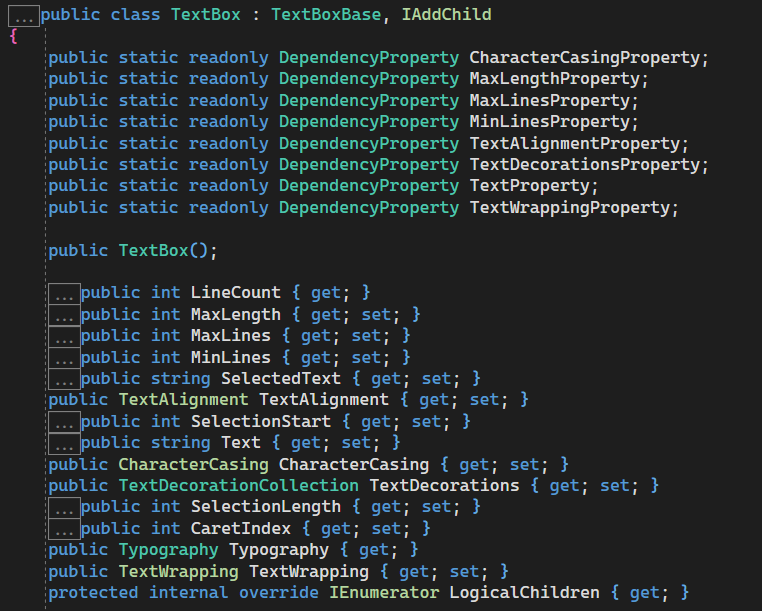 ...public class TextBox : TextBoxBase, IAddChild
{
public static readonly DependencyProperty CharacterCasingProperty;
public static readonly DependencyProperty MaxLengthProperty;
public static readonly DependencyProperty MaxLinesProperty;
public static readonly DependencyProperty MinLinesProperty;
public static readonly DependencyProperty TextAlignmentProperty;
public static readonly DependencyProperty TextDecorationsProperty;
public static readonly DependencyProperty TextProperty;
public static readonly DependencyProperty TextWrappingProperty;
public TextBox();
...public int LineCount { get; }
...public int MaxLength { get; set; }
...public int MaxLines { get; set; }
...public int MinLines { get; set; }
...public string SelectedText { get; set; }
public TextAlignment TextAlignment { get; set; }
...public int SelectionStart { get; set; }
...public string Text { get; set; }
public CharacterCasing CharacterCasing { get; set; }
public TextDecorationCollection TextDecorations { get; set; }
...public int SelectionLength { get; set; }
...public int CaretIndex { get; set; }
public Typography Typography { get; }
public TextWrapping TextWrapping { get; set; }
protected internal override IEnumerator LogicalChildren { get; }